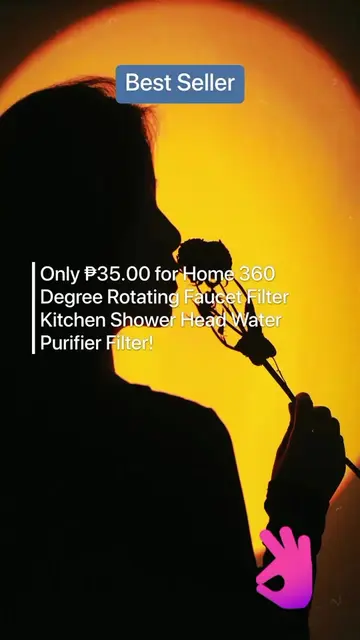 Best Seller
Only ₱35.00 for Home 360
Degree Rotating Faucet Filter
Kitchen Shower Head Water
Purifier Filter!